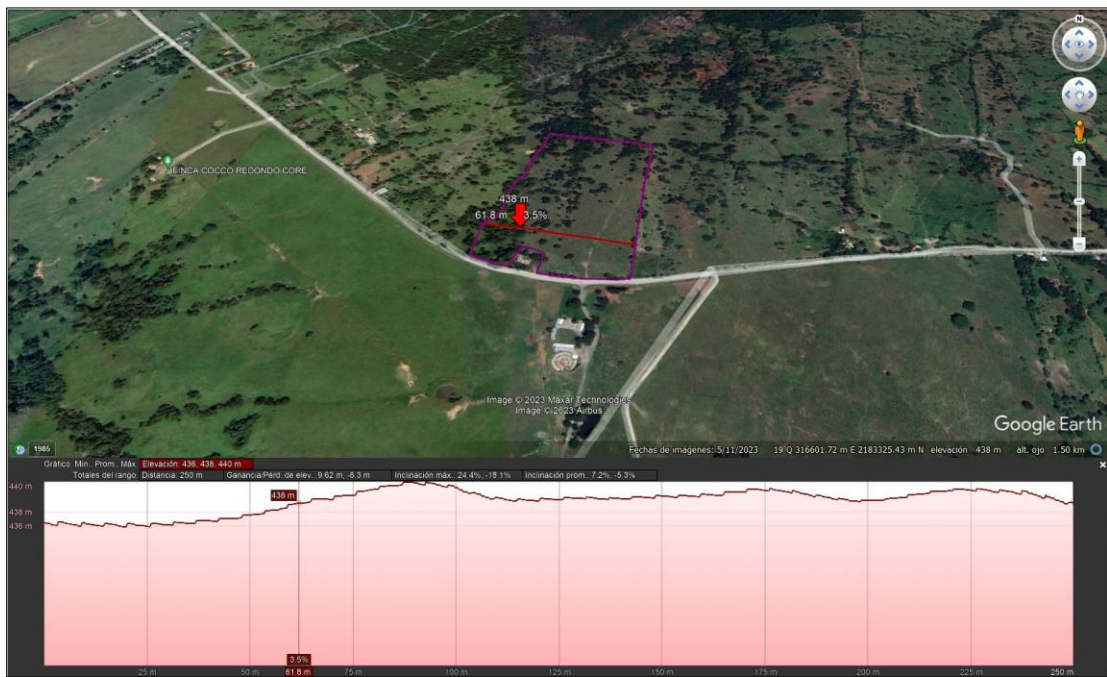 N
FINCA COCCO REDONDO CORE
438 m
61.8 m 3.5%
Image © 2023 Maxar Technologies
Image © 2023 Airbus
Google Earth
1985
Fechas de imágenes: 5/11/2023 19 Q 316601.72 m E 2183325.43 m N elevación 438 m alt. ojo 1.50 km
Gráfico: Mín., Prom., Máx. Elevación: 436, 438, 440 m
Totales del rango: Distancia: 250 m Ganancia/Pérd. de elev.: 9.62 m, -8.3 m Inclinación máx.: 24.4%, -18.1% Inclinación prom.: 7.2%, -5.3%
440 m
438 m
438 m
436 m
3.5%
25 m 50 m 61.8 m 75 m 100 m 125 m 150 m 175 m 200 m 225 m 250 m